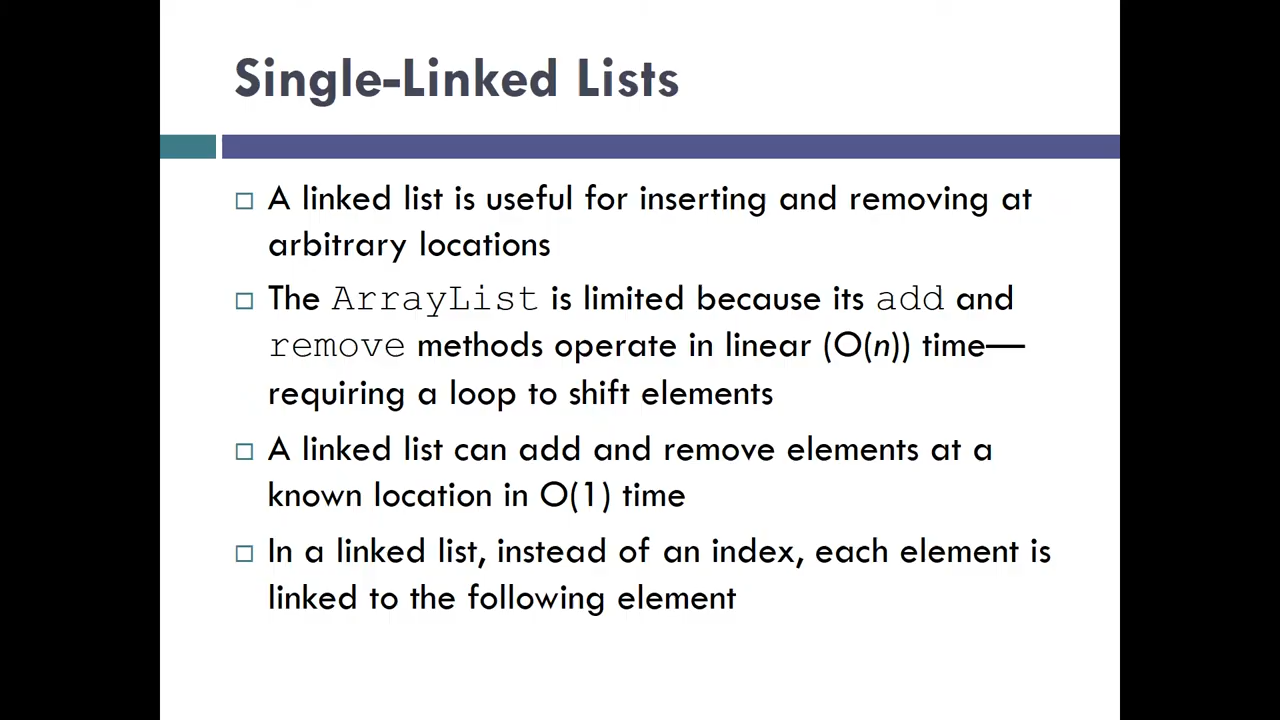 Single-Linked Lists
A linked list is useful for inserting and removing at
arbitrary locations
The ArrayList is limited because its add and
remove methods operate in linear (O(n)) time—
requiring a loop to shift elements
A linked list can add and remove elements at a
known location in O(1) time
In a linked list, instead of an index, each element is
linked to the following element